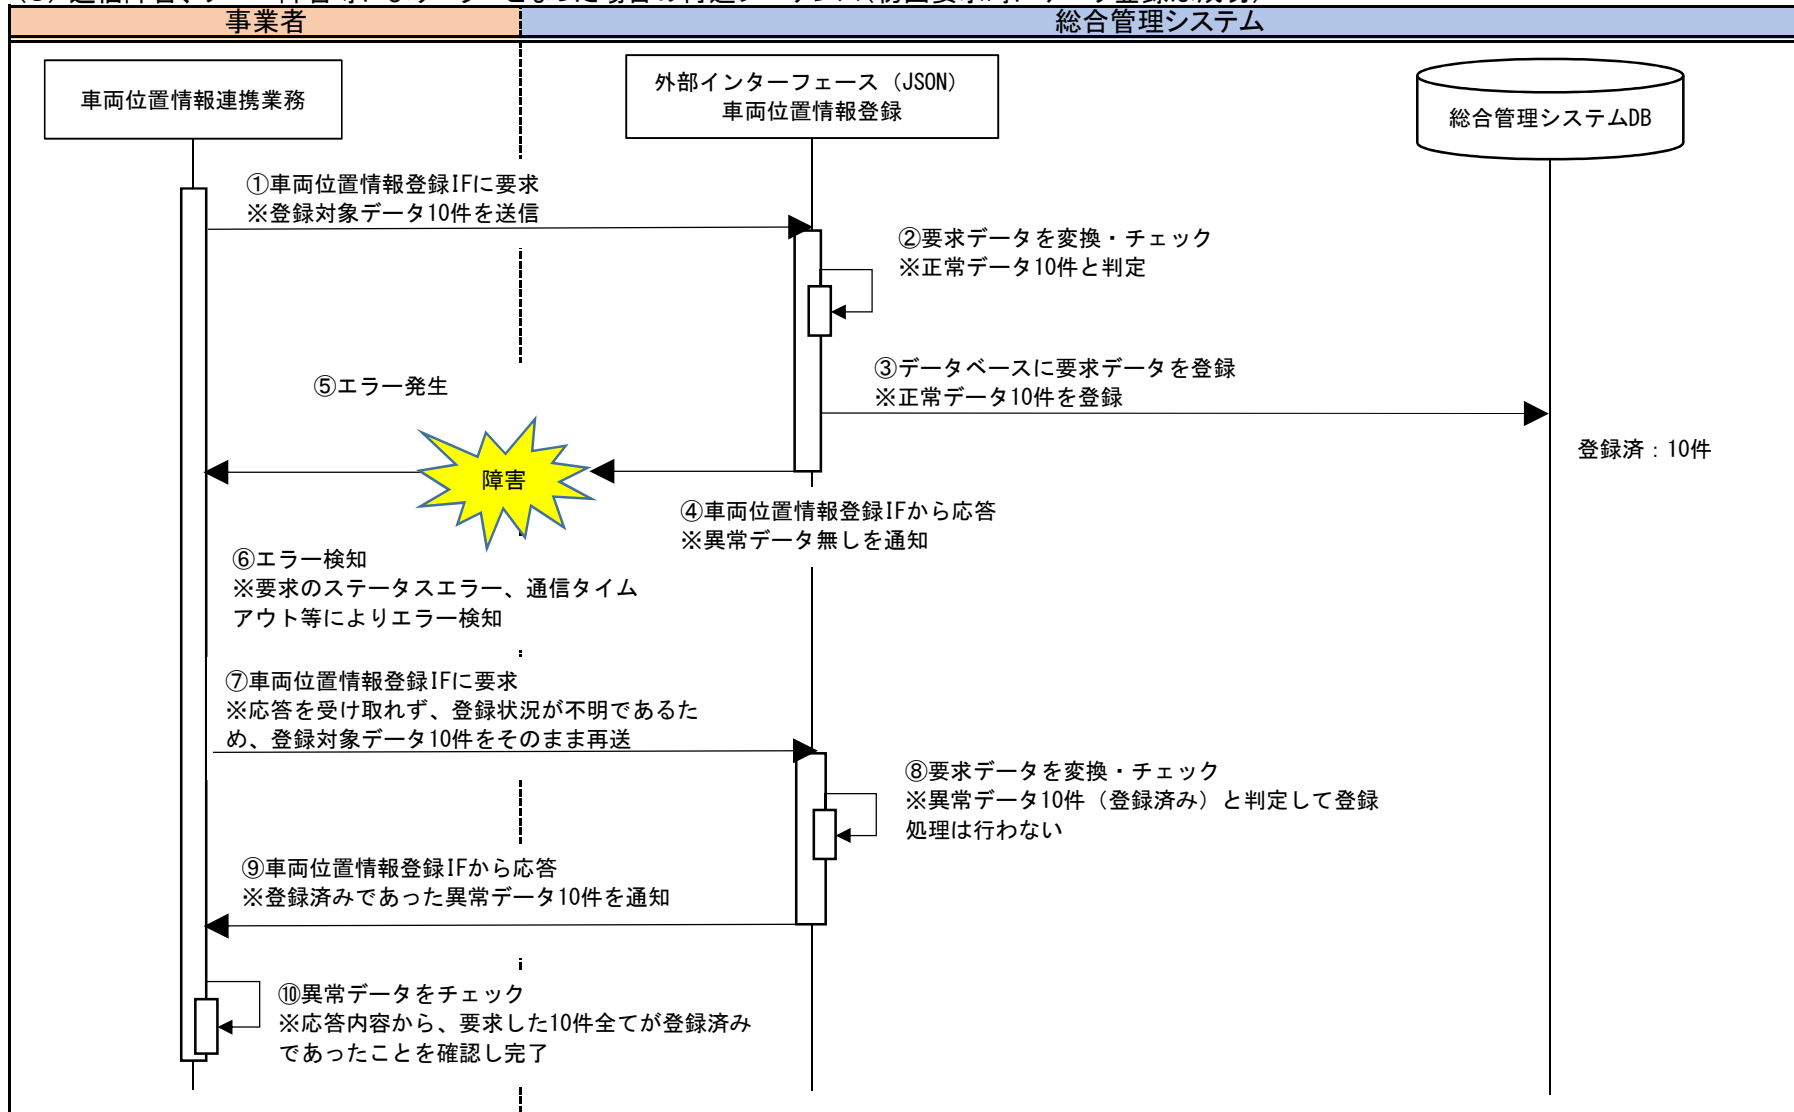 事業者
総合管理システム
車両位置情報連携業務
外部インターフェース（JSON）
車両位置情報登録
総合管理システムDB
①車両位置情報登録IFに要求
※登録対象データ10件を送信
②要求データを変換・チェック
※正常データ10件と判定
③データベースに要求データを登録
※正常データ10件を登録
⑤エラー発生
登録済：10件
障害
④車両位置情報登録IFから応答
※異常データ無しを通知
⑥エラー検知
※要求のステータスエラー、通信タイム
アウト等によりエラー検知
⑦車両位置情報登録IFに要求
※応答を受け取れず、登録状況が不明であるた
め、登録対象データ10件をそのまま再送
⑧要求データを変換・チェック
※異常データ10件（登録済み）と判定して登録
処理は行わない
⑨車両位置情報登録IFから応答
※登録済みであった異常データ10件を通知
⑩異常データをチェック
※応答内容から、要求した10件全てが登録済み
であったことを確認し完了